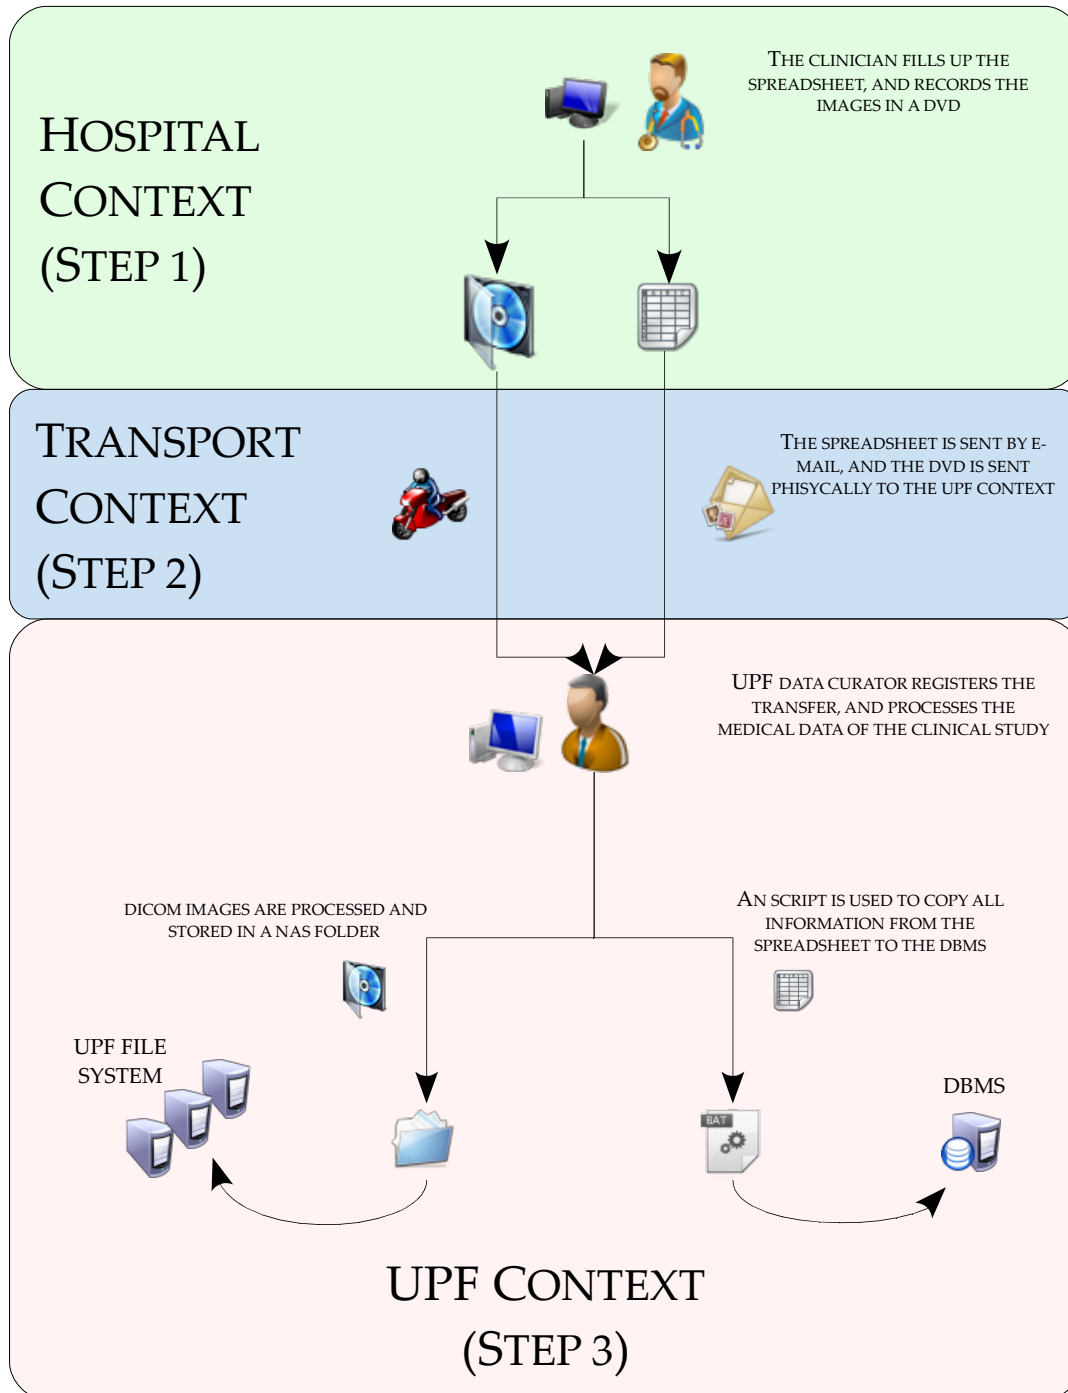 THE CLINICIAN FILLS UP THE
SPREADSHEET, AND RECORDS THE
IMAGES IN A DVD
HOSPITAL
CONTEXT
(STEP 1)
TRANSPORT
CONTEXT
(STEP 2)
THE SPREADSHEET IS SENT BY E-
MAIL, AND THE DVD IS SENT
PHISYCALLY TO THE UPF CONTEXT
UPF DATA CURATOR REGISTERS THE
TRANSFER, AND PROCESSES THE
MEDICAL DATA OF THE CLINICAL STUDY
DICOM IMAGES ARE PROCESSED AND
STORED IN A NAS FOLDER
AN SCRIPT IS USED TO COPY ALL
INFORMATION FROM THE
SPREADSHEET TO THE DBMS
UPF FILE
SYSTEM
BAT
DBMS
UPF CONTEXT
(STEP 3)